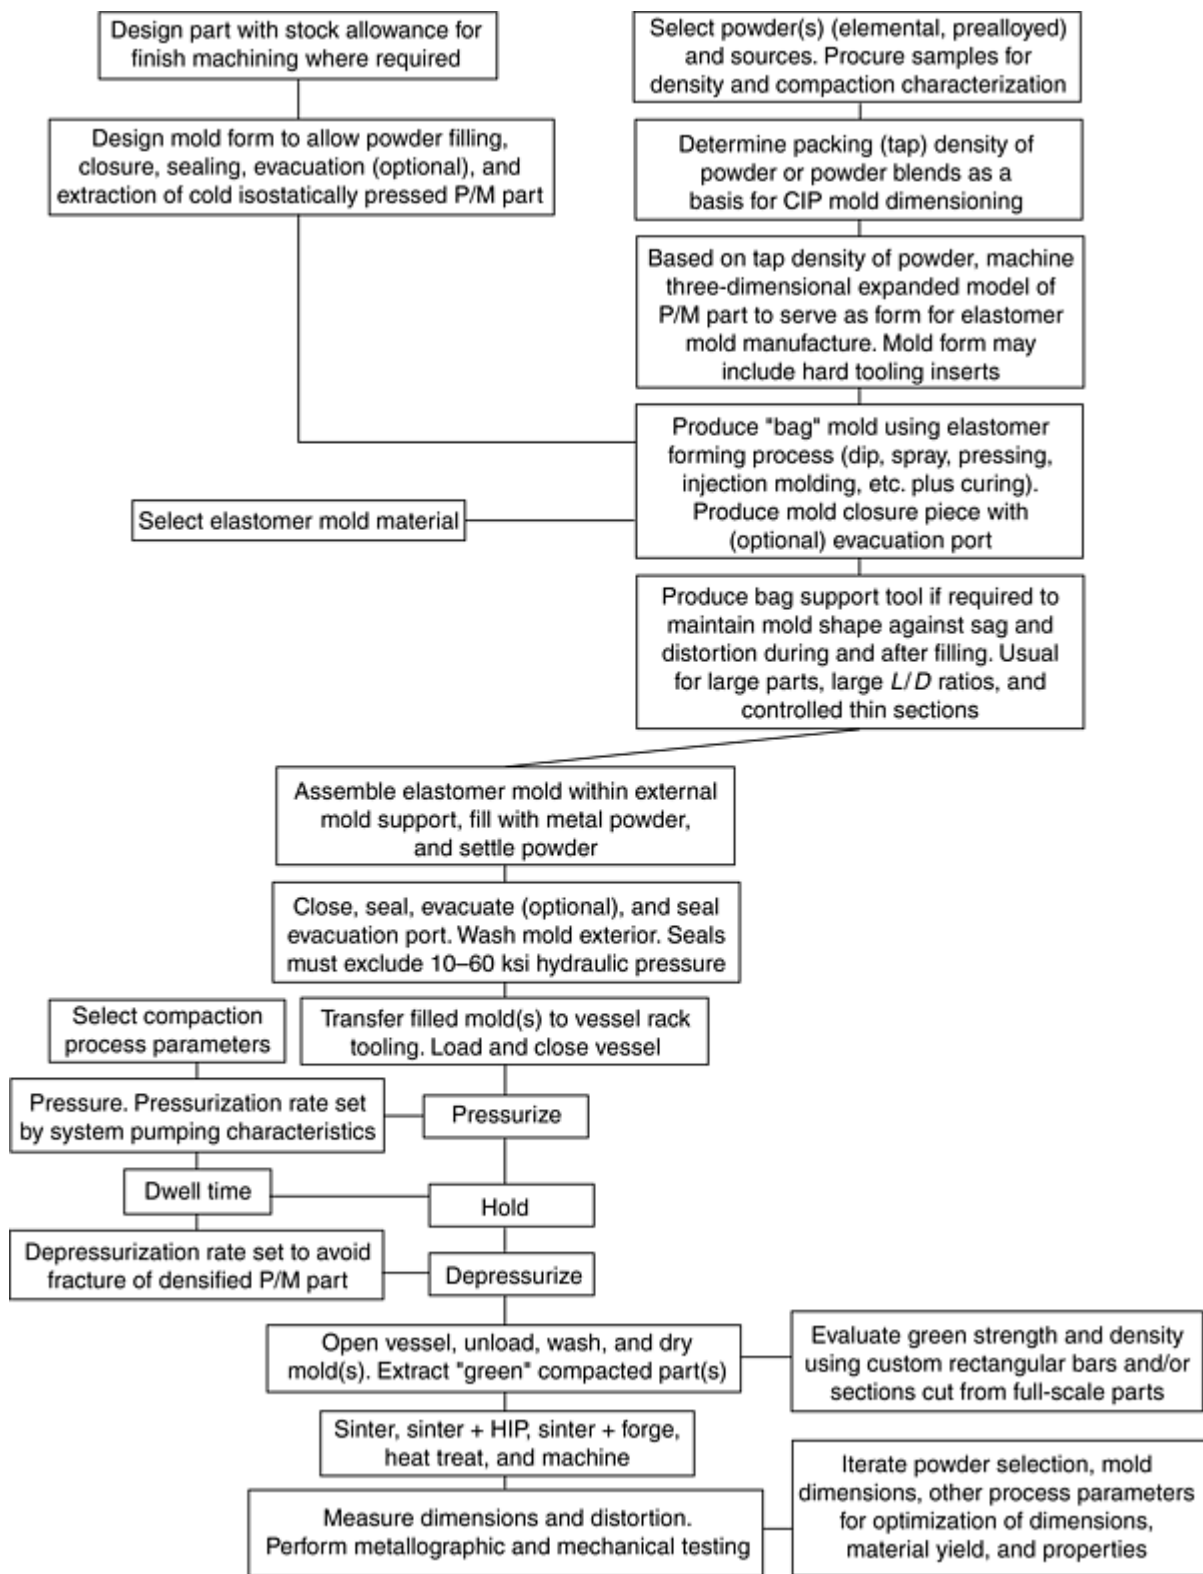 Design part with stock allowance for
finish machining where required
Select powder(s) (elemental, prealloyed)
and sources. Procure samples for
density and compaction characterization
Design mold form to allow powder filling,
closure, sealing, evacuation (optional), and
extraction of cold isostatically pressed P/M part
Determine packing (tap) density of
powder or powder blends as a
basis for CIP mold dimensioning
Based on tap density of powder, machine
three-dimensional expanded model of
P/M part to serve as form for elastomer
mold manufacture. Mold form may
include hard tooling inserts
Produce "bag" mold using elastomer
forming process (dip, spray, pressing,
injection molding, etc. plus curing).
Produce mold closure piece with
(optional) evacuation port
Select elastomer mold material
Produce bag support tool if required to
maintain mold shape against sag and
distortion during and after filling. Usual
for large parts, large L/D ratios, and
controlled thin sections
Assemble elastomer mold within external
mold support, fill with metal powder,
and settle powder
Close, seal, evacuate (optional), and seal
evacuation port. Wash mold exterior. Seals
must exclude 10–60 ksi hydraulic pressure
Select compaction
process parameters
Transfer filled mold(s) to vessel rack
tooling. Load and close vessel
Pressure. Pressurization rate set
by system pumping characteristics
Pressurize
Dwell time
Hold
Depressurization rate set to avoid
fracture of densified P/M part
Depressurize
Open vessel, unload, wash, and dry
mold(s). Extract "green" compacted part(s)
Evaluate green strength and density
using custom rectangular bars and/or
sections cut from full-scale parts
Sinter, sinter + HIP, sinter + forge,
heat treat, and machine
Measure dimensions and distortion.
Perform metallographic and mechanical testing
Iterate powder selection, mold
dimensions, other process parameters
for optimization of dimensions,
material yield, and properties